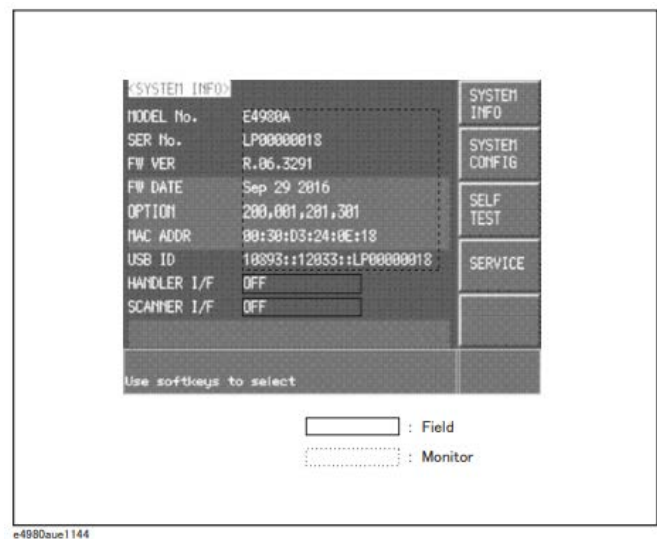 <SYSTEM INFO>
MODEL No. E4980A
SER No. LP00000018
FW VER R.06.3291
FW DATE Sep 29 2016
OPTION 200,001,201,301
MAC ADDR 00:30:D3:24:0E:18
USB ID 10893::12033::LP00000018
HANDLER I/F OFF
SCANNER I/F OFF
SYSTEM
INFO
SYSTEM
CONFIG
SELF
TEST
SERVICE
Use softkeys to select
: Field
: Monitor
e4980aue1144